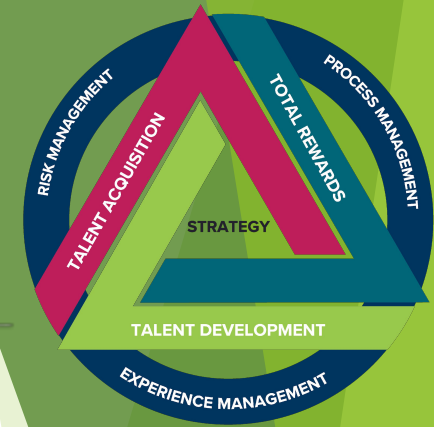 RISK MANAGEMENT
PROCESS MANAGEMENT
TALENT ACQUISITION
TOTAL REWARDS
STRATEGY
TALENT DEVELOPMENT
EXPERIENCE MANAGEMENT